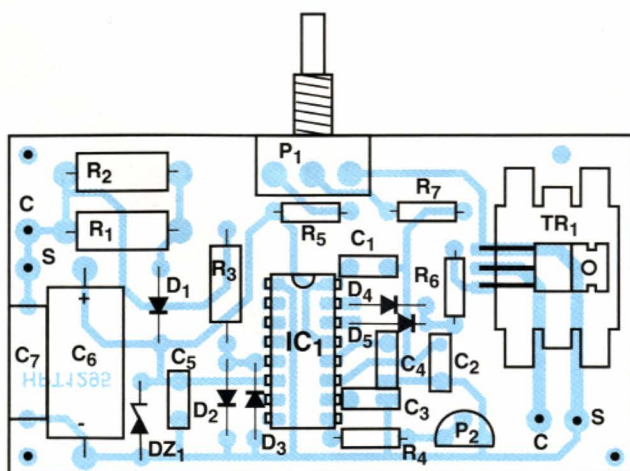 P1
R2
R7
C
TR1
R1
R5
S
C1
R3
R6
D1
D4
+
IC1
D5
C7
C6
C5
C4
C2
HPT1295
D2
C3
-
P2
S
DZ1
D3
R4
C